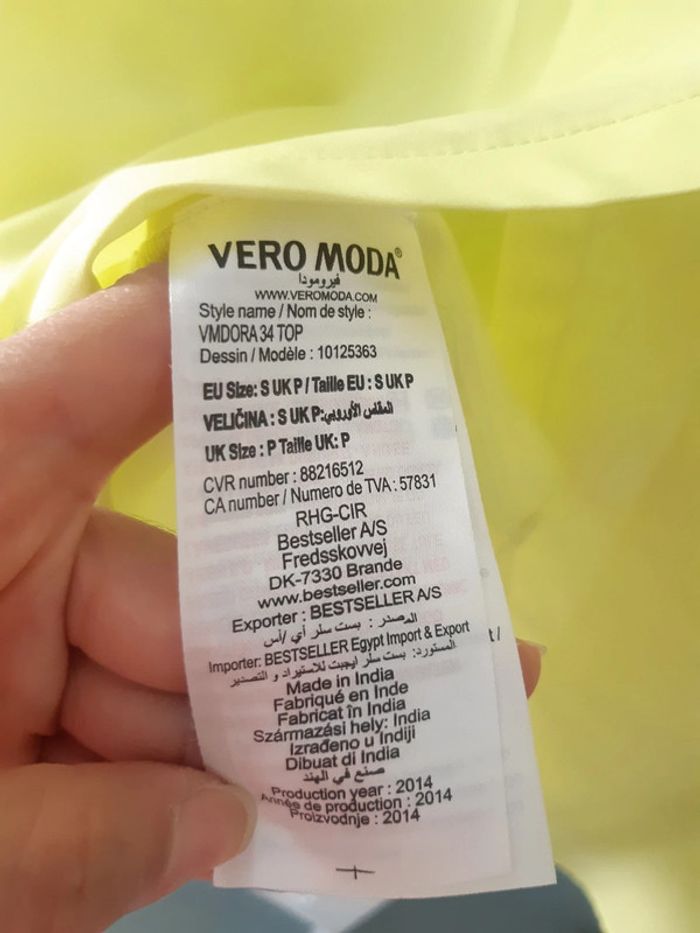 VERO MODA®
فيرومودا
WWW.VEROMODA.COM
Style name / Nom de style :
VMDORA 34 TOP
Dessin / Modèle : 10125363
EU Size: S UK P / Taille EU : S UK P
VELIČINA : S UK P:المقاس الأوروبي
UK Size : P Taille UK: P
CVR number : 88216512
CA number / Numero de TVA : 57831
RHG-CIR
Bestseller A/S
Fredsskovvej
DK-7330 Brande
www.bestseller.com
Exporter : BESTSELLER A/S
المصدر : بست سلر أي /أس
Importer: BESTSELLER Egypt Import & Export
المستورد: بست سلر ايجبت للاستيراد و التصدير
Made in India
Fabriqué en Inde
Fabricat în India
Származási hely: India
Izrađeno u Indiji
Dibuat di India
صنع في الهند
Production year : 2014
Année de production : 2014
Proizvodnje : 2014